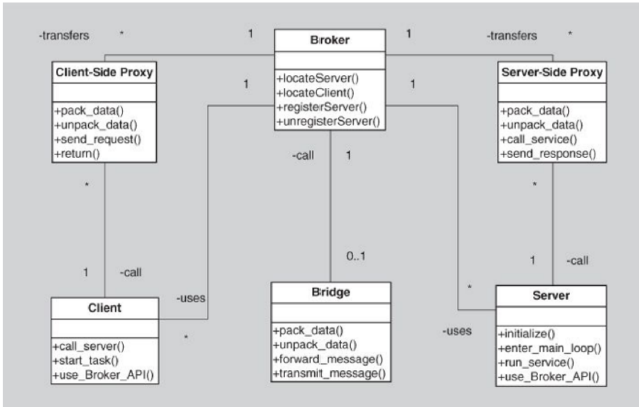 -transfers * 1 Broker 1 -transfers *
Client-Side Proxy
+pack_data()
+unpack_data()
+send_request()
+return()
1
+locateServer()
+locateClient()
+registerServer()
+unregisterServer()
1
Server-Side Proxy
+pack_data()
+unpack_data()
+call_service()
+send_response()
-call 1
*
*
0..1
1 -call
1 -call
Client
+call_server()
+start_task()
+use_Broker_API()
-uses
*
Bridge
+pack_data()
+unpack_data()
+forward_message()
+transmit_message()
*
-uses
Server
+initialize()
+enter_main_loop()
+run_service()
+use_Broker_API()